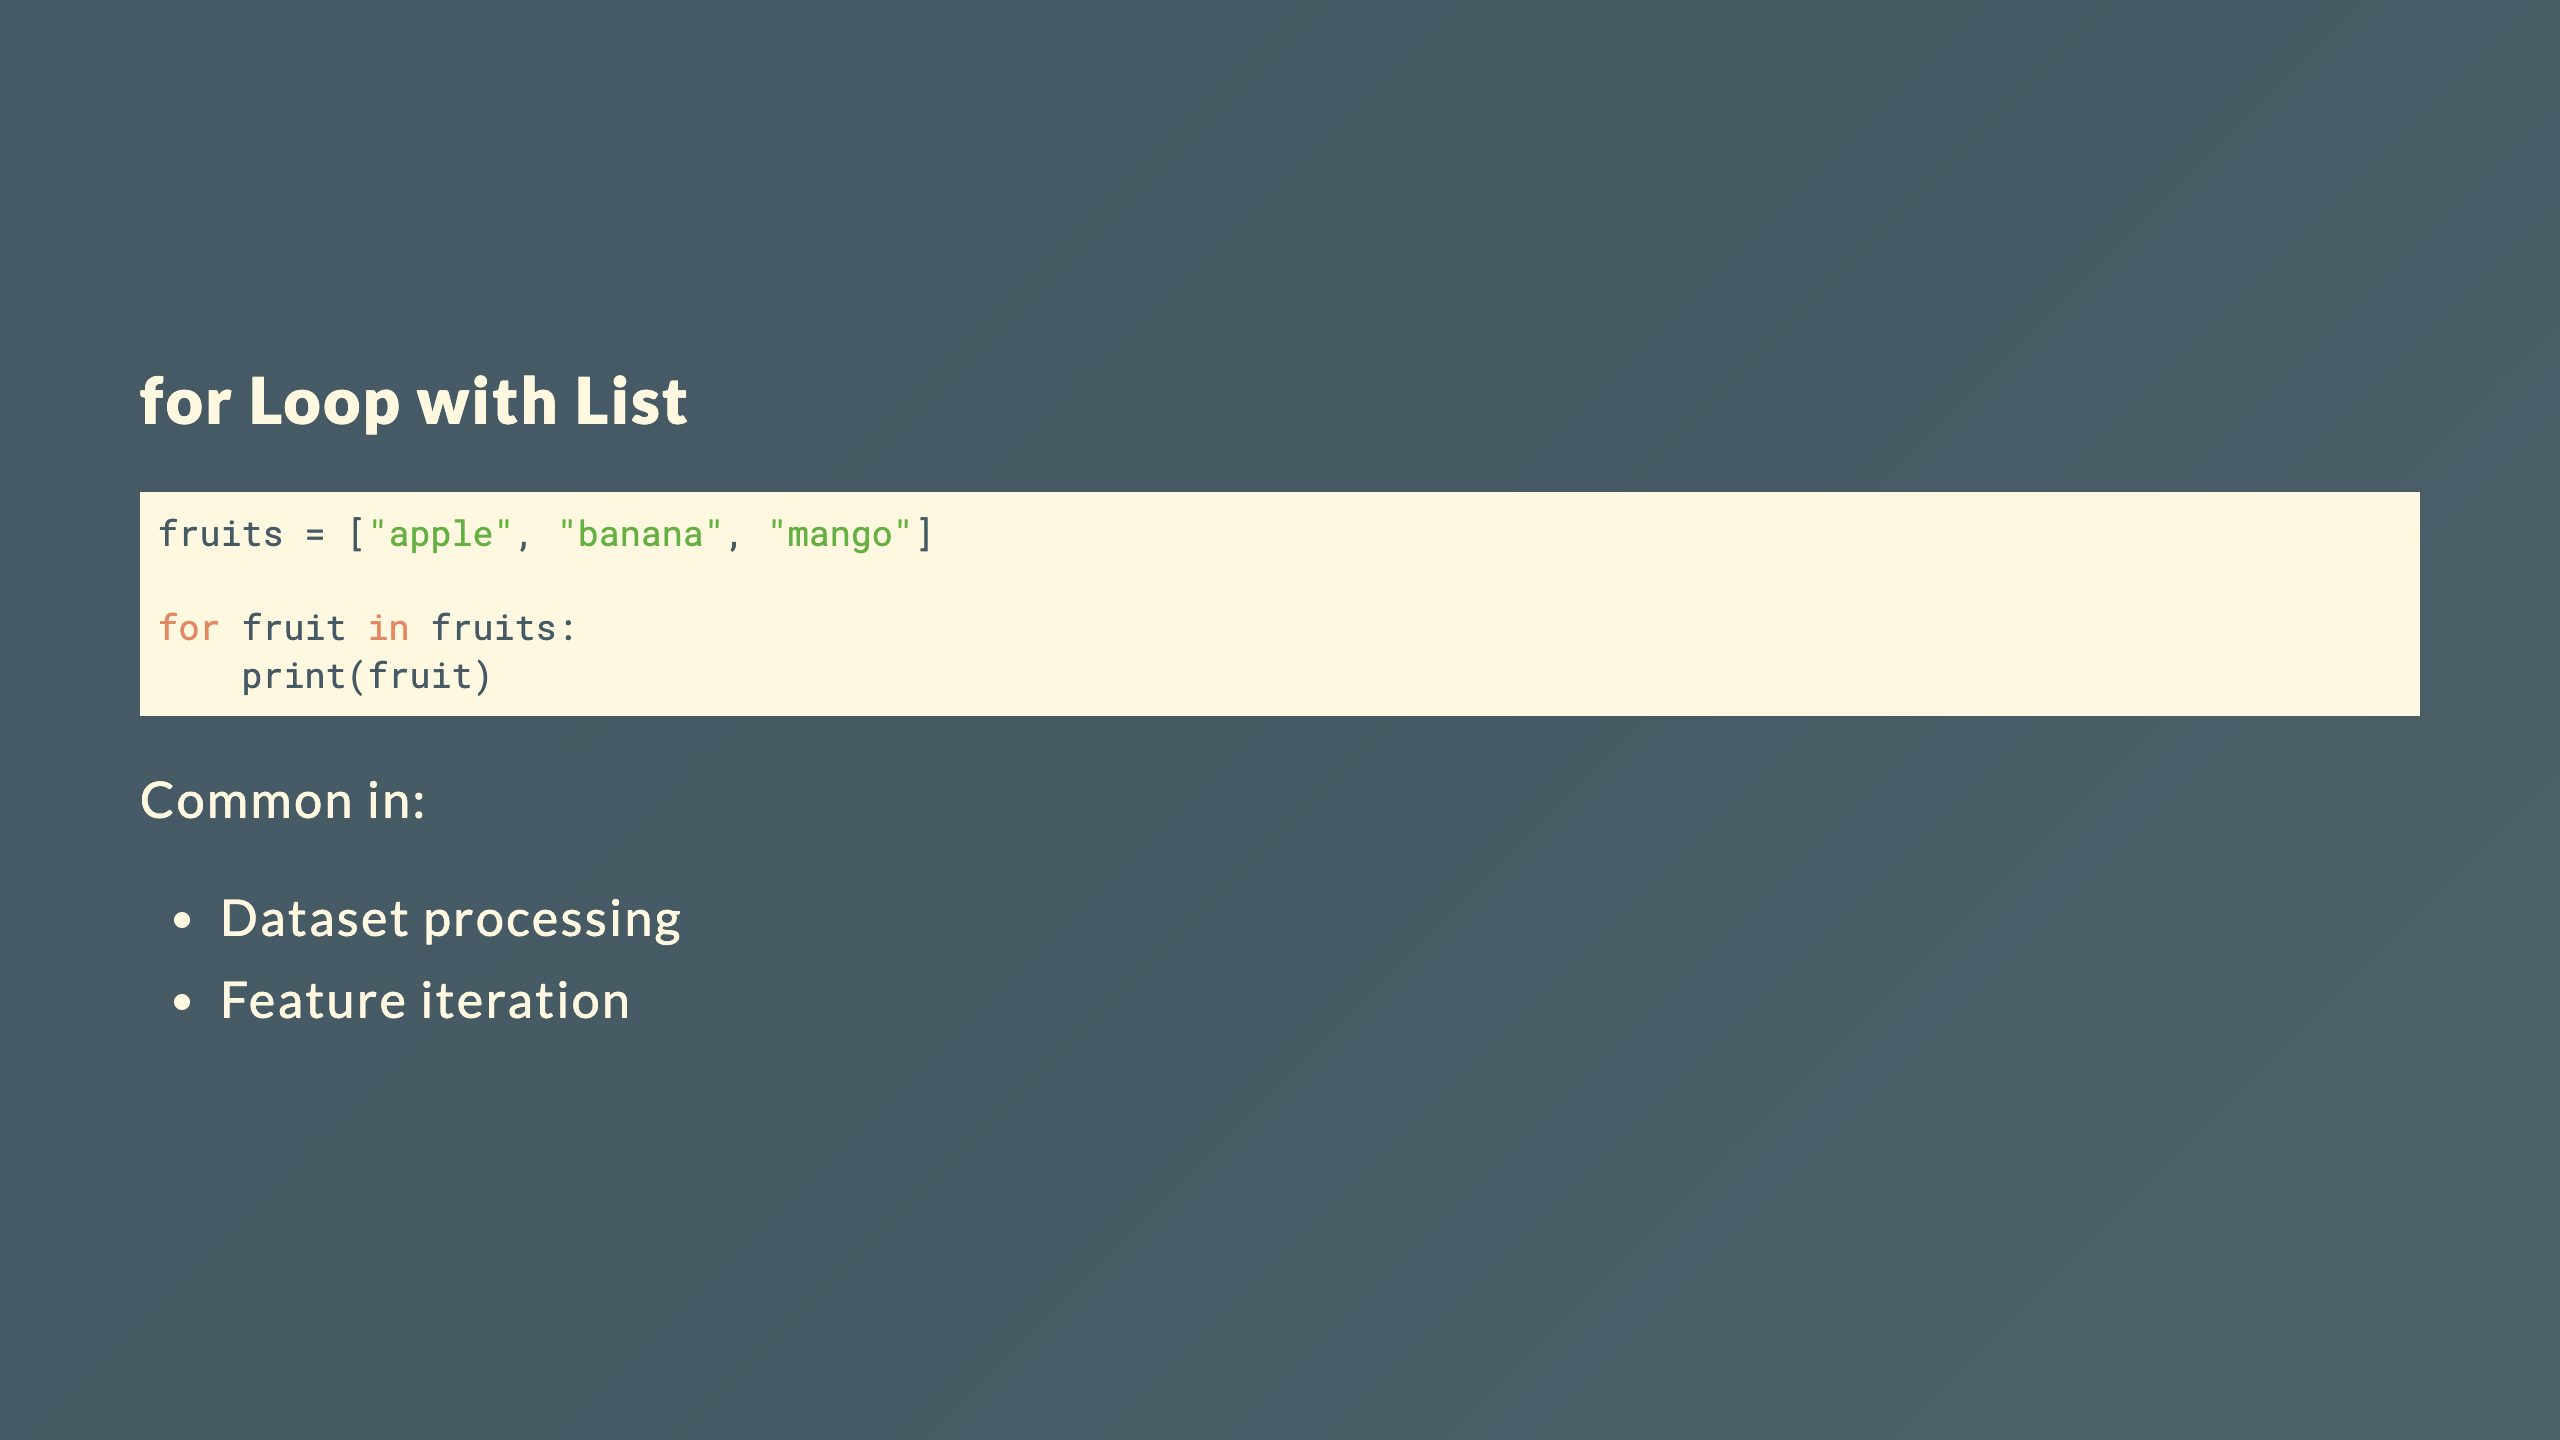 for Loop with List
fruits = ["apple", "banana", "mango"]
for fruit in fruits:
    print(fruit)
Common in:
• Dataset processing
• Feature iteration